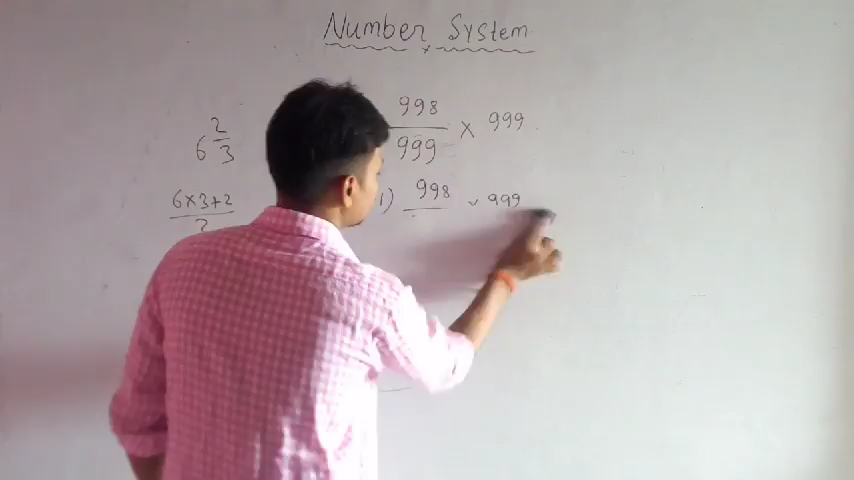 Number System
6 2/3
998/999 × 999
6×3+2
1) 998 × 999